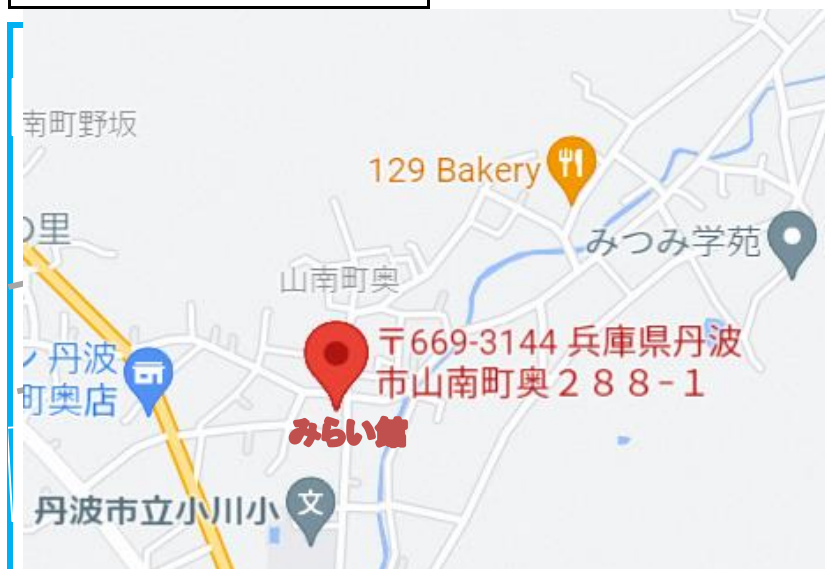 南町野坂
129 Bakery
の里
みつみ学苑
山南町奥
〒669-3144 兵庫県丹波
市山南町奥２８８−１
ン 丹波
町奥店
みらい館
丹波市立小川小
文